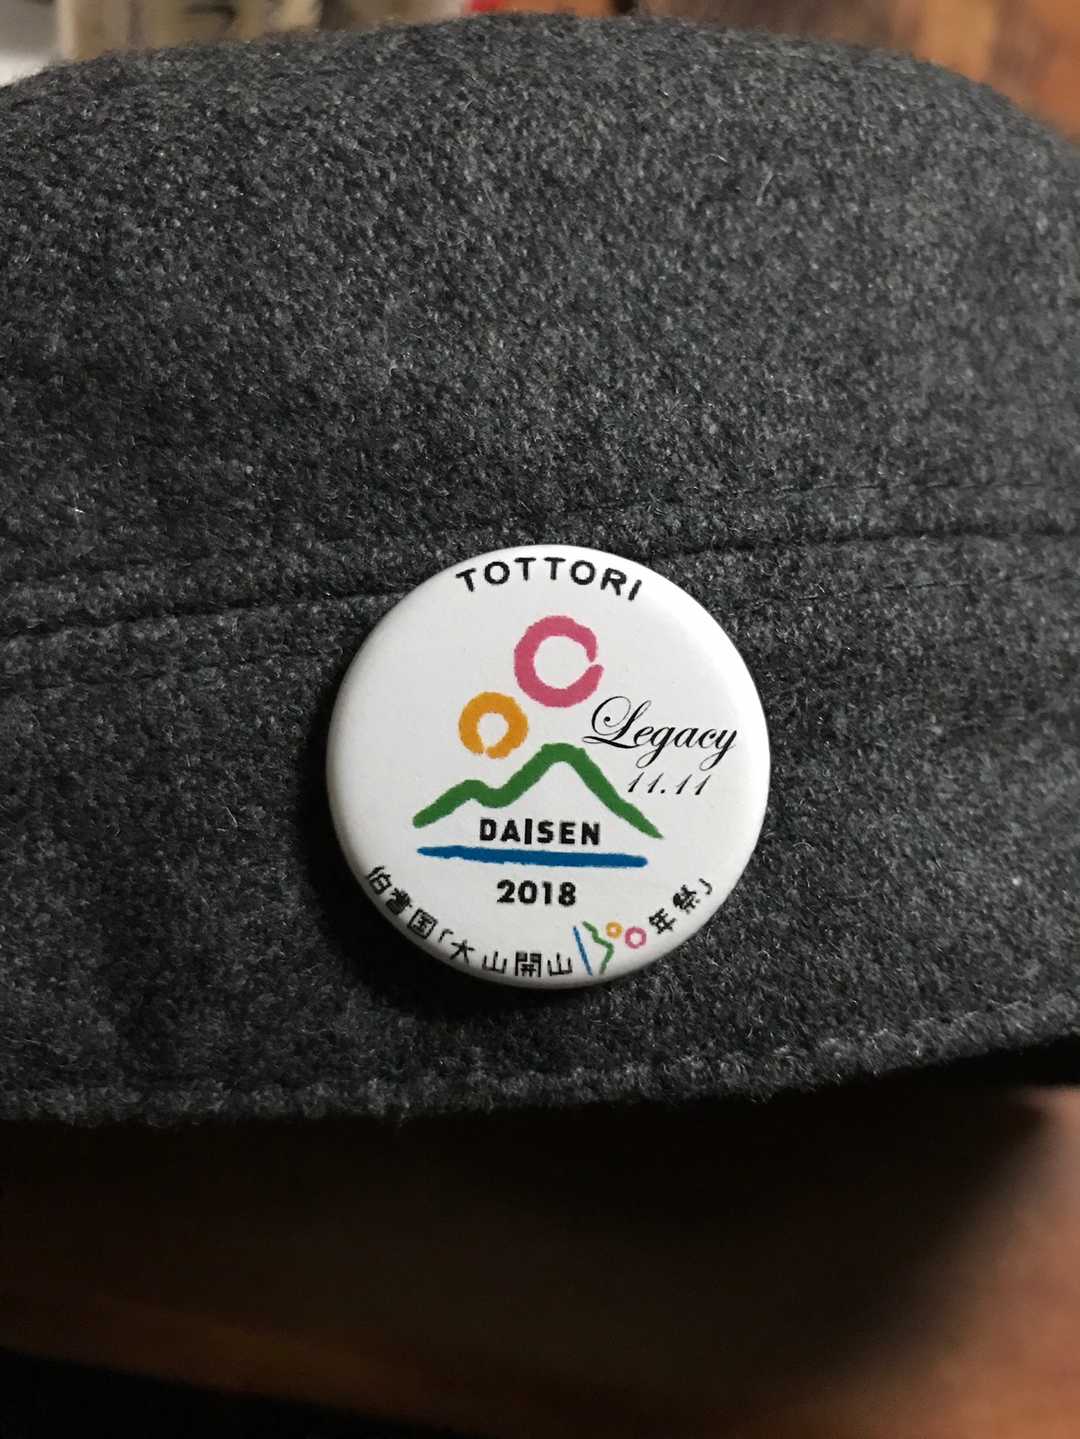 TOTTORI
Legacy
11.11
DAISEN
2018
伯耆国「大山開山1300年祭」